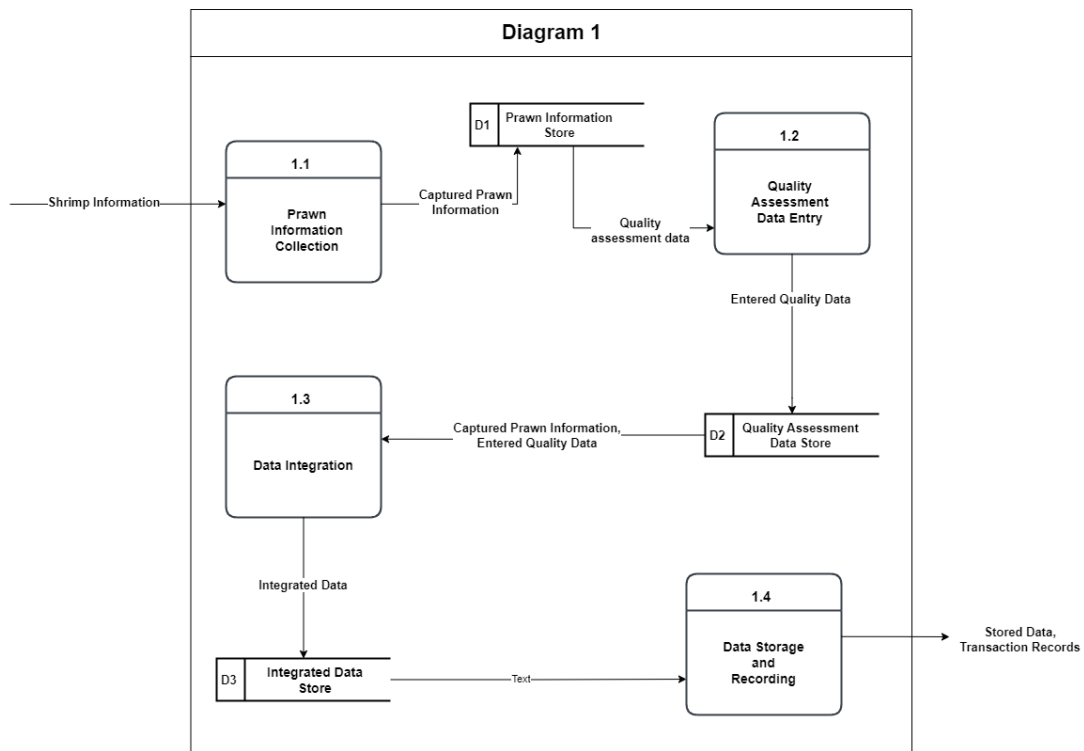 Diagram 1
D1
Prawn Information
Store
1.2
Quality
Assessment
Data Entry
1.1
Prawn
Information
Collection
Shrimp Information
Captured Prawn
Information
Quality
assessment data
Entered Quality Data
1.3
Data Integration
Captured Prawn Information,
Entered Quality Data
D2
Quality Assessment
Data Store
Integrated Data
1.4
Data Storage
and
Recording
Stored Data,
Transaction Records
D3
Integrated Data
Store
Text